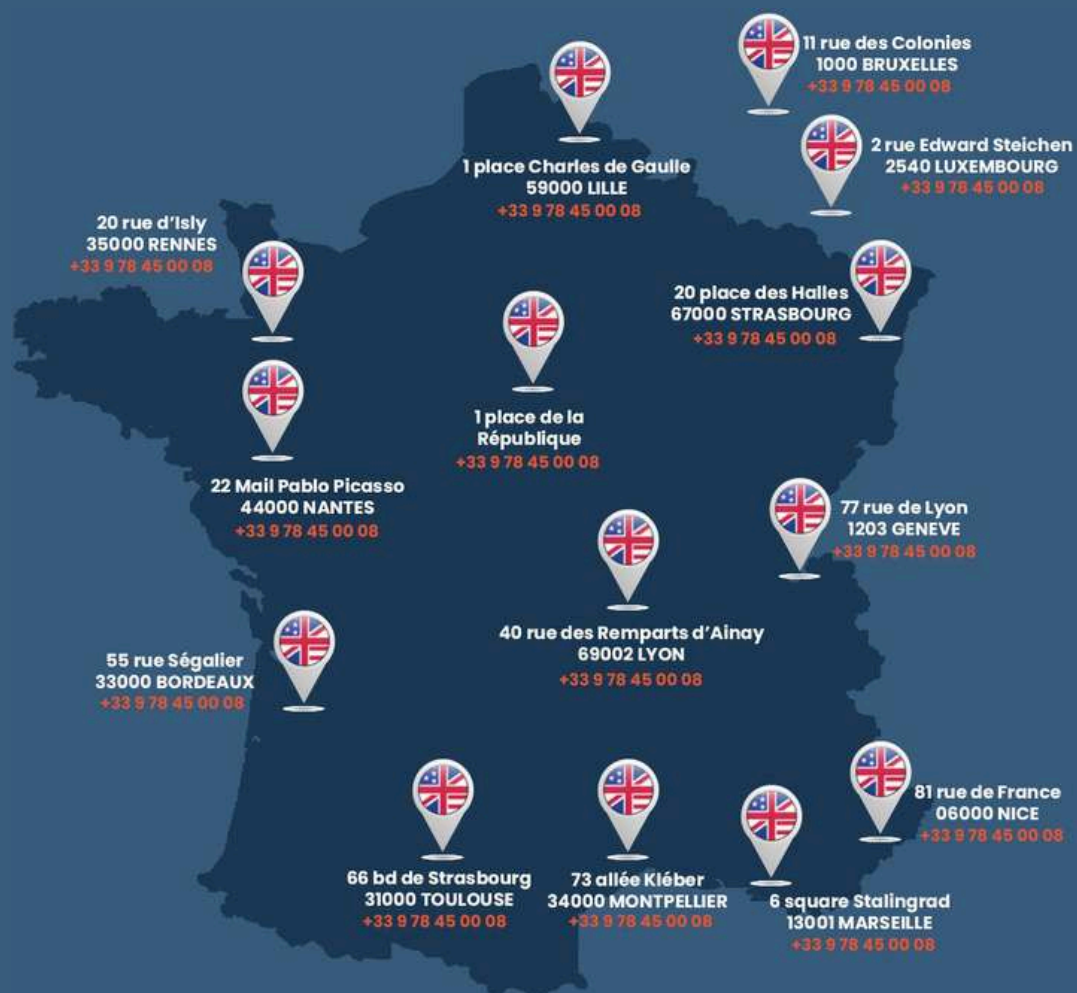 11 rue des Colonies
1000 BRUXELLES
+33 9 78 45 00 08
2 rue Edward Steichen
2540 LUXEMBOURG
+33 9 78 45 00 08
1 place Charles de Gaulle
59000 LILLE
+33 9 78 45 00 08
20 rue d'Isly
35000 RENNES
+33 9 78 45 00 08
20 place des Halles
67000 STRASBOURG
+33 9 78 45 00 08
1 place de la
République
+33 9 78 45 00 08
22 Mail Pablo Picasso
44000 NANTES
+33 9 78 45 00 08
77 rue de Lyon
1203 GENEVE
+33 9 78 45 00 08
40 rue des Remparts d'Ainay
69002 LYON
+33 9 78 45 00 08
55 rue Ségalier
33000 BORDEAUX
+33 9 78 45 00 08
81 rue de France
06000 NICE
+33 9 78 45 00 08
66 bd de Strasbourg
31000 TOULOUSE
+33 9 78 45 00 08
73 allée Kléber
34000 MONTPELLIER
+33 9 78 45 00 08
6 square Stalingrad
13001 MARSEILLE
+33 9 78 45 00 08